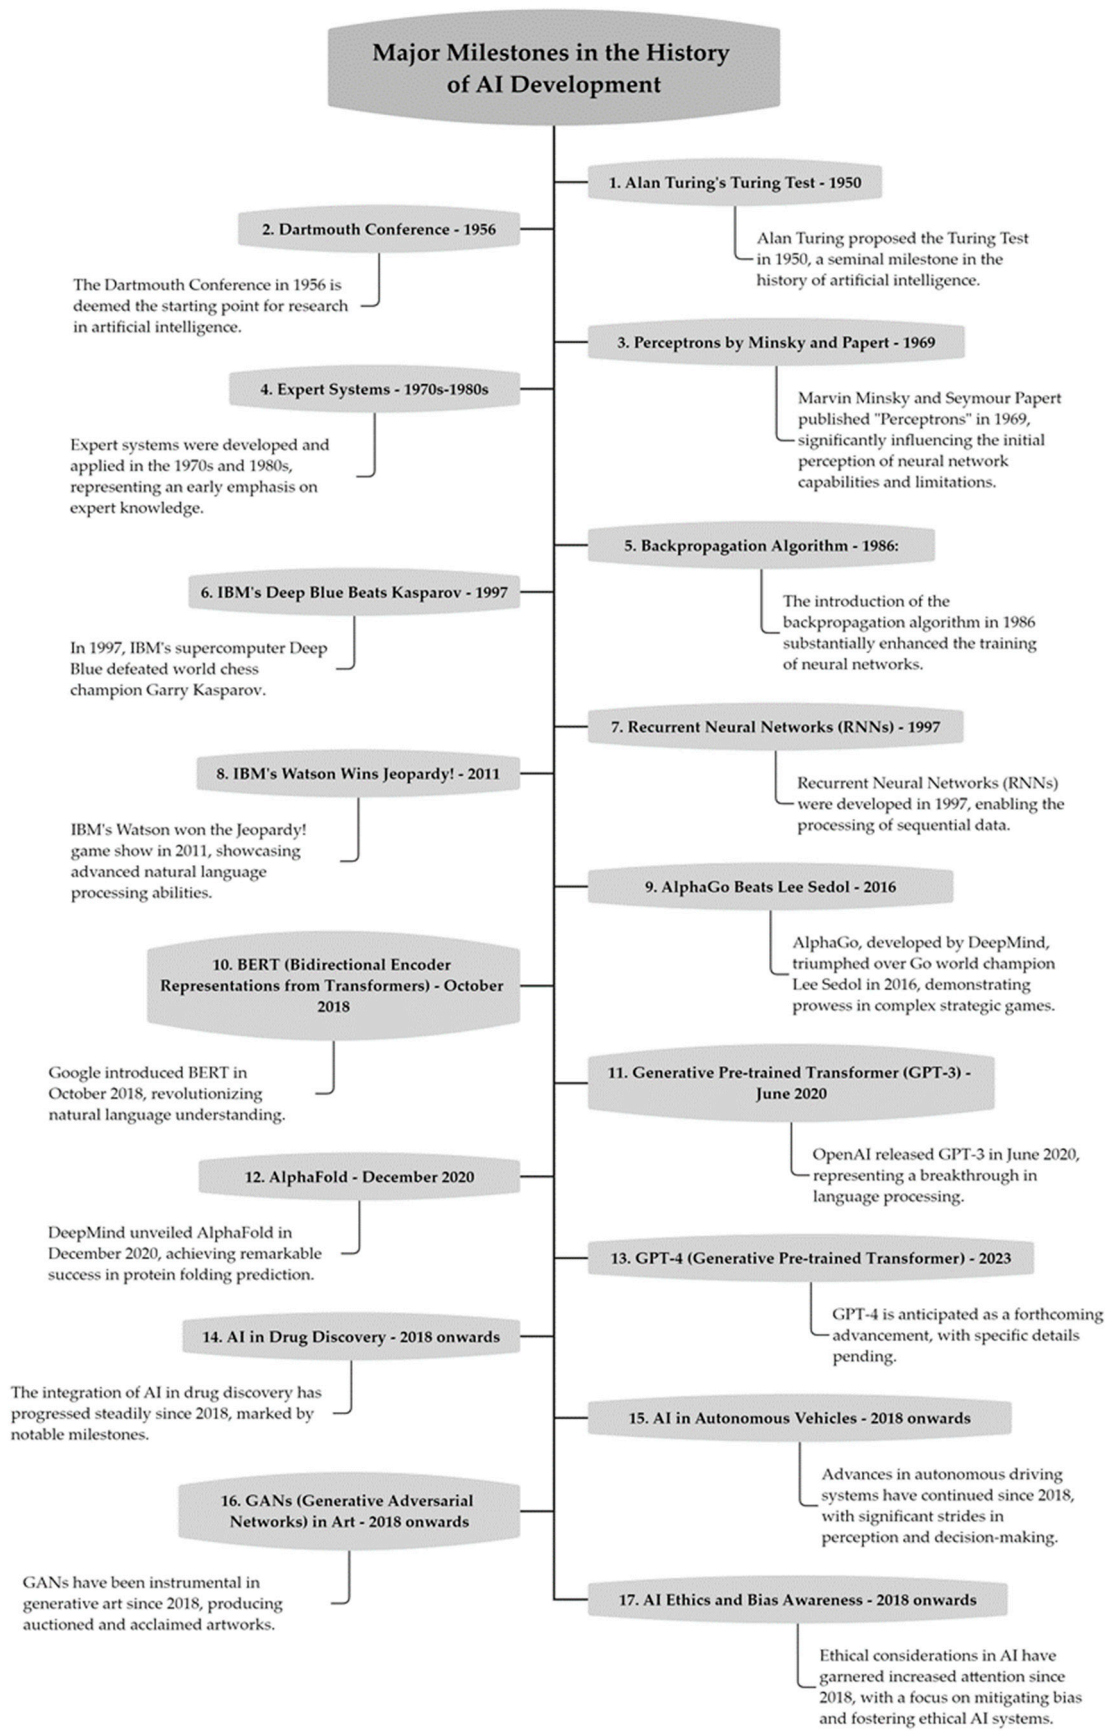 Major Milestones in the History
of AI Development
1. Alan Turing's Turing Test - 1950
Alan Turing proposed the Turing Test
in 1950, a seminal milestone in the
history of artificial intelligence.
2. Dartmouth Conference - 1956
The Dartmouth Conference in 1956 is
deemed the starting point for research
in artificial intelligence.
3. Perceptrons by Minsky and Papert - 1969
Marvin Minsky and Seymour Papert
published "Perceptrons" in 1969,
significantly influencing the initial
perception of neural network
capabilities and limitations.
4. Expert Systems - 1970s-1980s
Expert systems were developed and
applied in the 1970s and 1980s,
representing an early emphasis on
expert knowledge.
5. Backpropagation Algorithm - 1986:
The introduction of the
backpropagation algorithm in 1986
substantially enhanced the training
of neural networks.
6. IBM's Deep Blue Beats Kasparov - 1997
In 1997, IBM's supercomputer Deep
Blue defeated world chess
champion Garry Kasparov.
7. Recurrent Neural Networks (RNNs) - 1997
Recurrent Neural Networks (RNNs)
were developed in 1997, enabling the
processing of sequential data.
8. IBM's Watson Wins Jeopardy! - 2011
IBM's Watson won the Jeopardy!
game show in 2011, showcasing
advanced natural language
processing abilities.
9. AlphaGo Beats Lee Sedol - 2016
AlphaGo, developed by DeepMind,
triumphed over Go world champion
Lee Sedol in 2016, demonstrating
prowess in complex strategic games.
10. BERT (Bidirectional Encoder
Representations from Transformers) - October
2018
Google introduced BERT in
October 2018, revolutionizing
natural language understanding.
11. Generative Pre-trained Transformer (GPT-3) -
June 2020
OpenAI released GPT-3 in June 2020,
representing a breakthrough in
language processing.
12. AlphaFold - December 2020
DeepMind unveiled AlphaFold in
December 2020, achieving remarkable
success in protein folding prediction.
13. GPT-4 (Generative Pre-trained Transformer) - 2023
GPT-4 is anticipated as a forthcoming
advancement, with specific details
pending.
14. AI in Drug Discovery - 2018 onwards
The integration of AI in drug discovery has
progressed steadily since 2018, marked by
notable milestones.
15. AI in Autonomous Vehicles - 2018 onwards
Advances in autonomous driving
systems have continued since 2018,
with significant strides in
perception and decision-making.
16. GANs (Generative Adversarial
Networks) in Art - 2018 onwards
GANs have been instrumental in
generative art since 2018, producing
auctioned and acclaimed artworks.
17. AI Ethics and Bias Awareness - 2018 onwards
Ethical considerations in AI have
garnered increased attention since
2018, with a focus on mitigating bias
and fostering ethical AI systems.